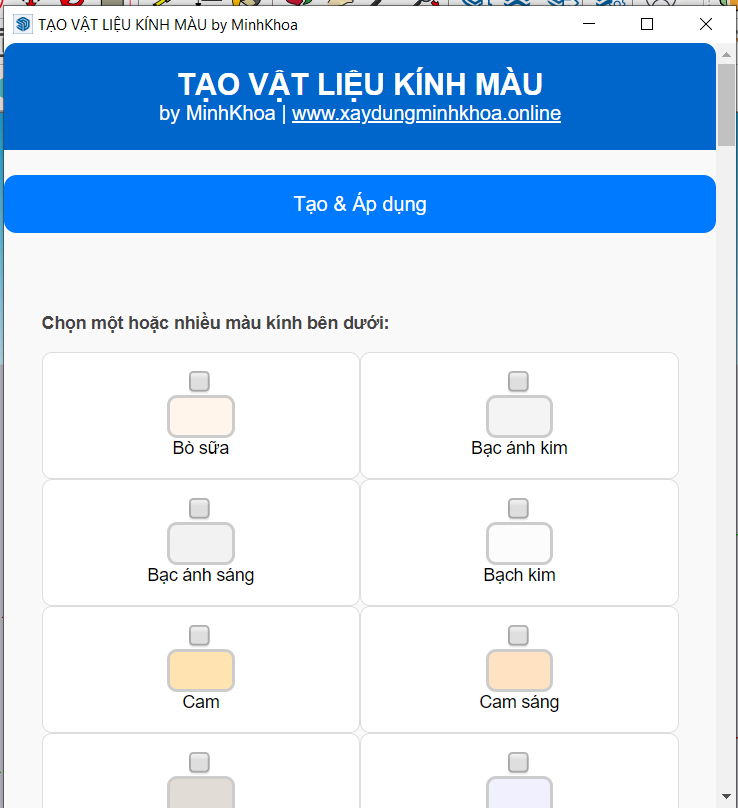 TẠO VẬT LIỆU KÍNH MÀU by MinhKhoa
TẠO VẬT LIỆU KÍNH MÀU
by MinhKhoa | www.xaydungminhkhoa.online
Tạo & Áp dụng
Chọn một hoặc nhiều màu kính bên dưới:
Bò sữa
Bạc ánh kim
Bạc ánh sáng
Bạch kim
Cam
Cam sáng